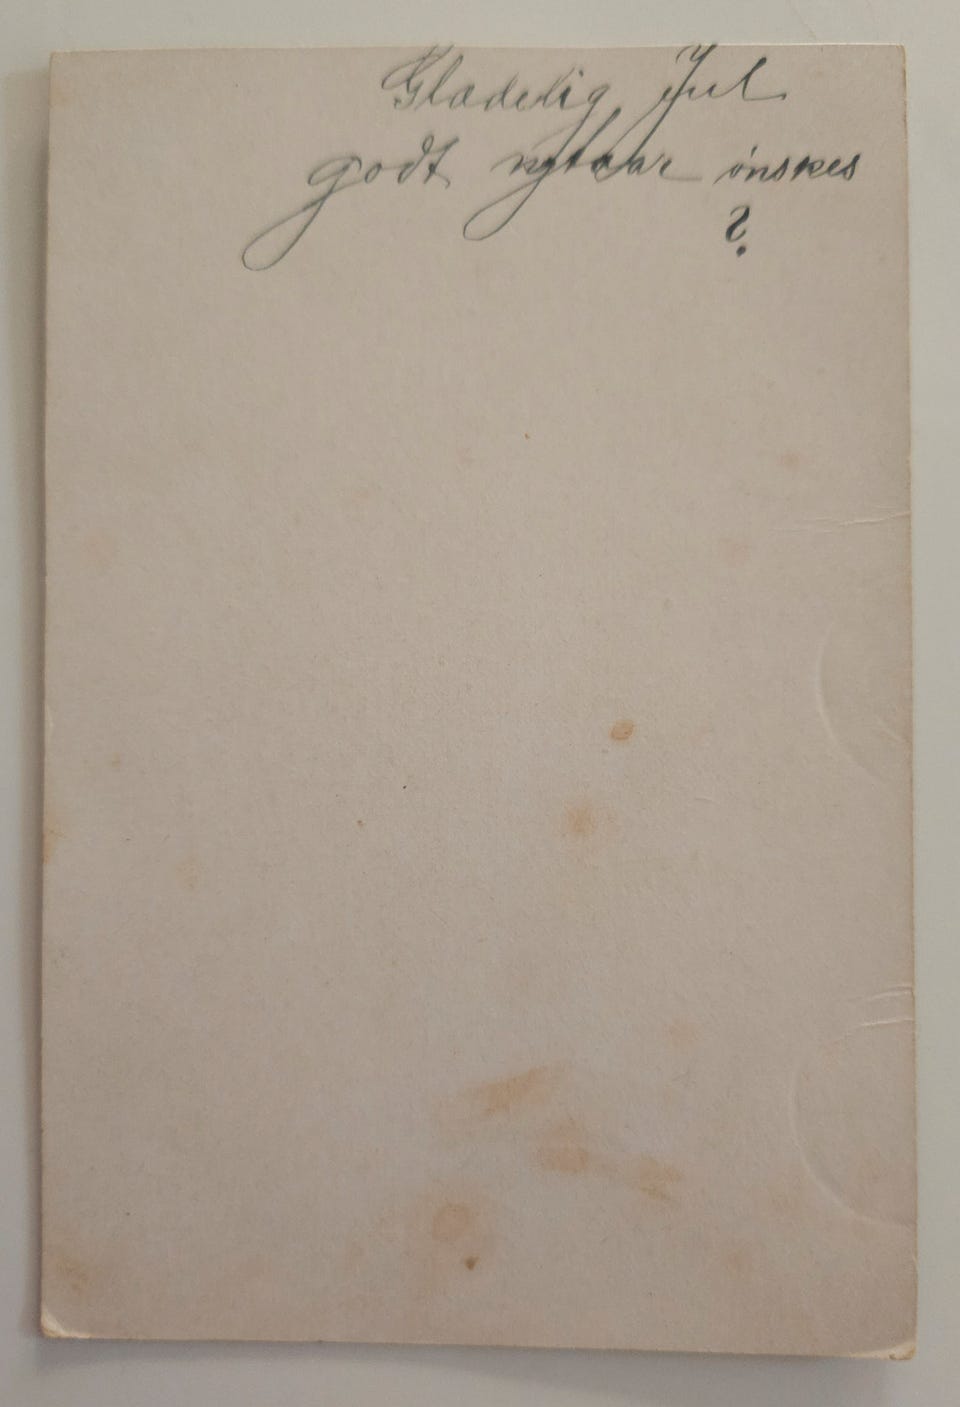 Glædelig Jul
godt nytaar ønskes
?